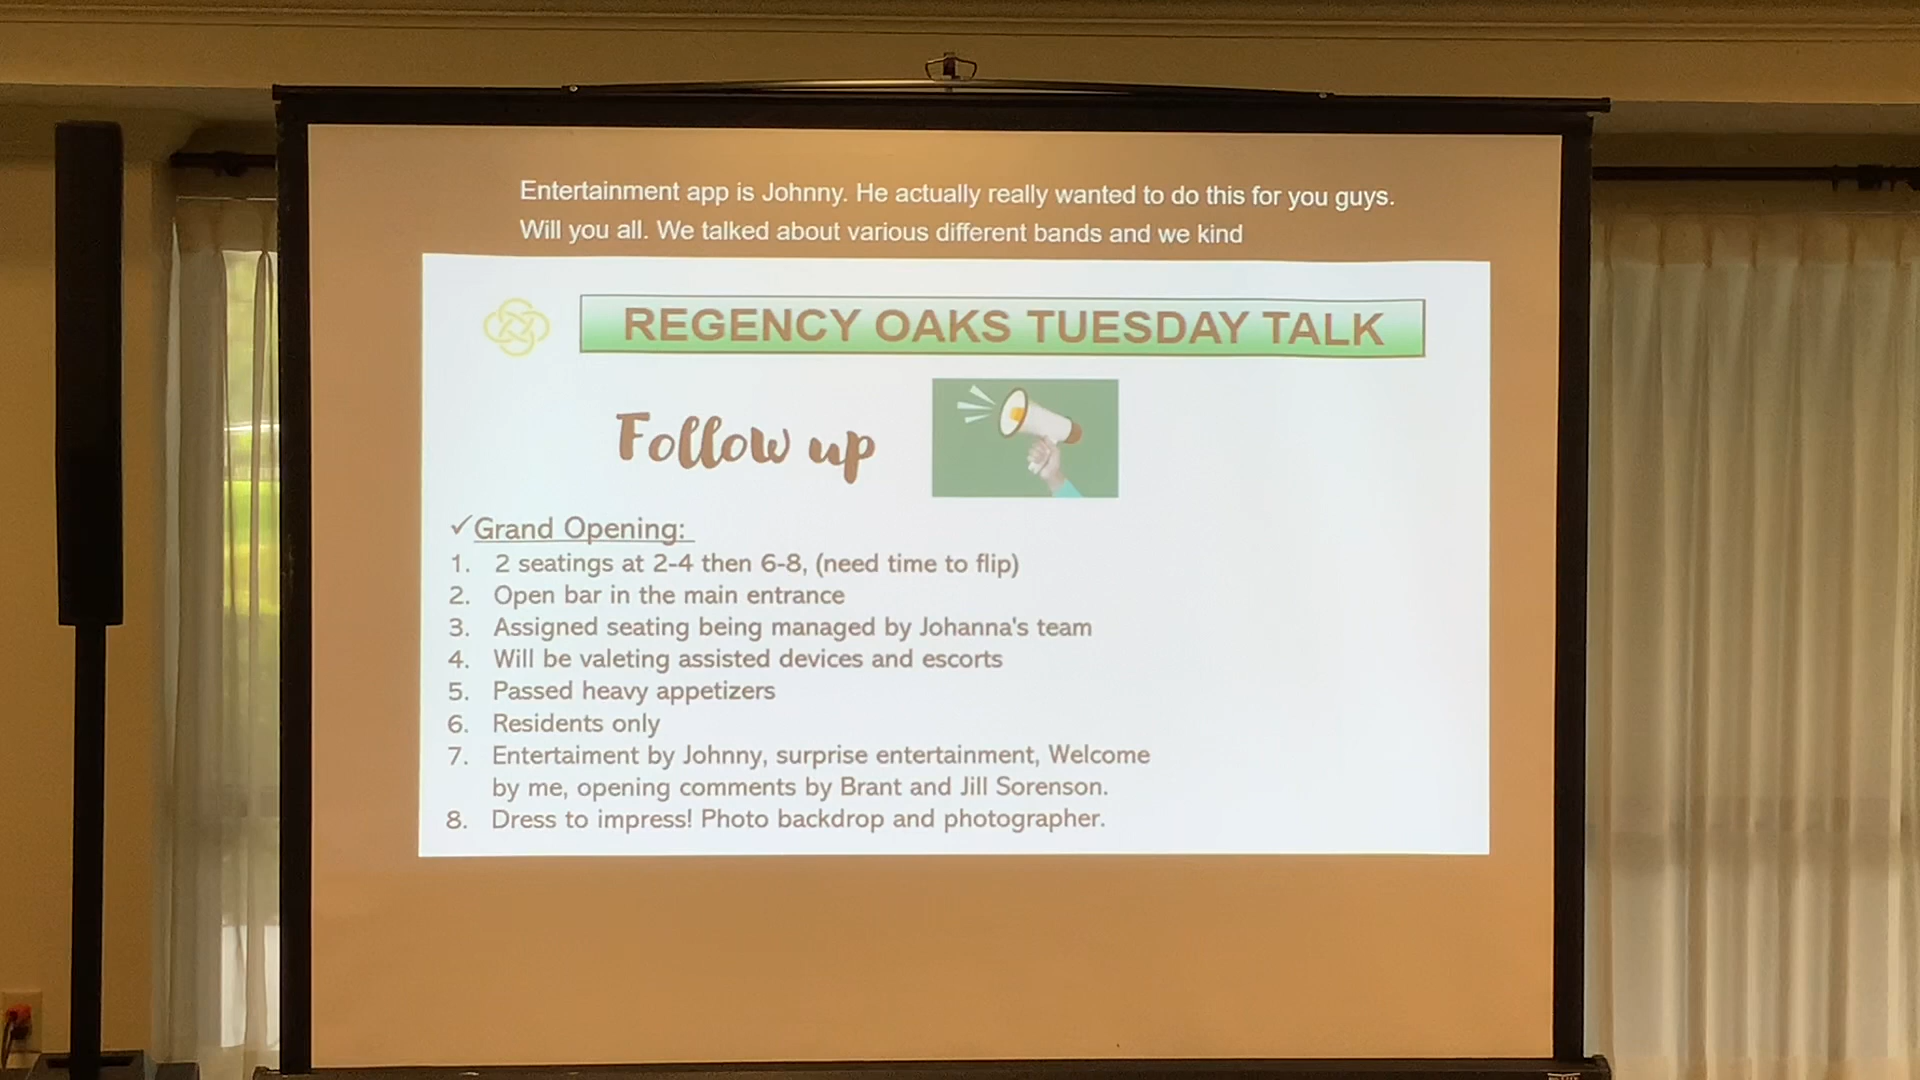 Entertainment app is Johnny. He actually really wanted to do this for you guys.
Will you all. We talked about various different bands and we kind
REGENCY OAKS TUESDAY TALK
Follow up
✓Grand Opening:
1. 2 seatings at 2-4 then 6-8, (need time to flip)
2. Open bar in the main entrance
3. Assigned seating being managed by Johanna's team
4. Will be valeting assisted devices and escorts
5. Passed heavy appetizers
6. Residents only
7. Entertaiment by Johnny, surprise entertainment, Welcome
by me, opening comments by Brant and Jill Sorenson.
8. Dress to impress! Photo backdrop and photographer.